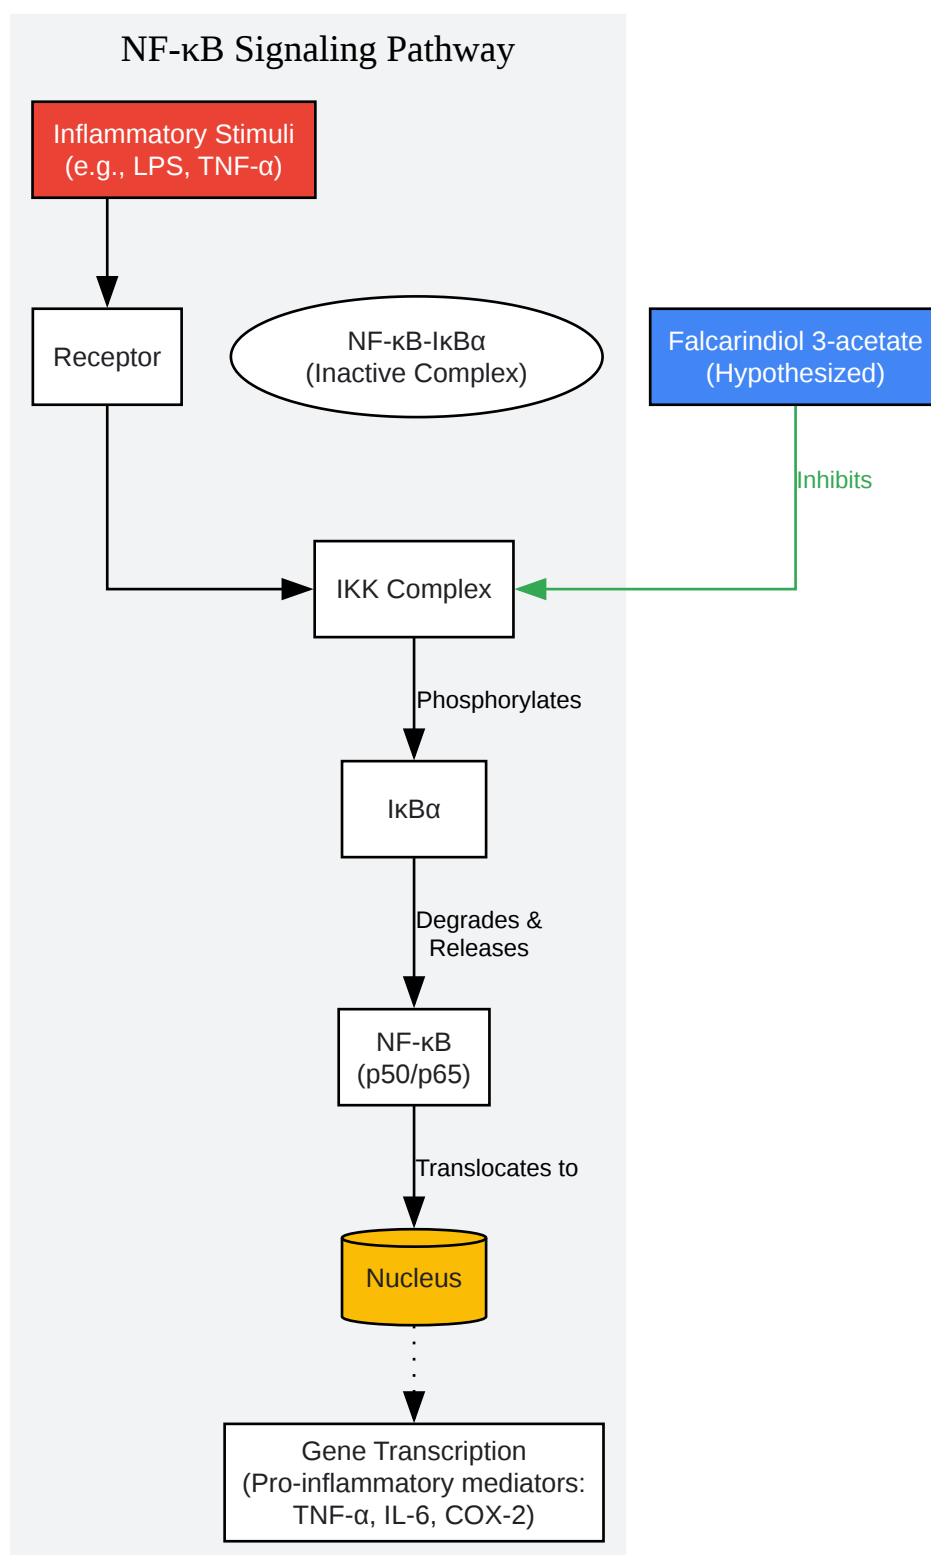 NF-κB Signaling Pathway
Inflammatory Stimuli
(e.g., LPS, TNF-α)
Receptor
NF-κB-IκBα
(Inactive Complex)
Falcarindiol 3-acetate
(Hypothesized)
Inhibits
IKK Complex
Phosphorylates
IκBα
Degrades &
Releases
NF-κB
(p50/p65)
Translocates to
Nucleus
Gene Transcription
(Pro-inflammatory mediators:
TNF-α, IL-6, COX-2)